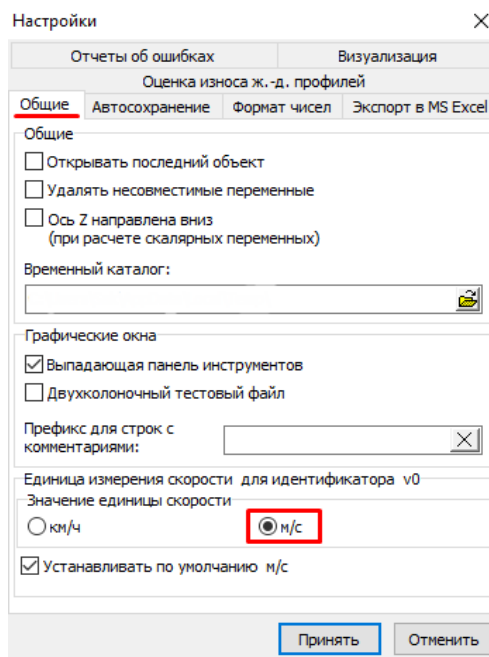 Настройки
Отчеты об ошибках
Визуализация
Оценка износа ж.-д. профилей
Общие
Автосохранение
Формат чисел
Экспорт в MS Excel
Общие
Открывать последний объект
Удалять несовместимые переменные
Ось Z направлена вниз
(при расчете скалярных переменных)
Временный каталог:
Графические окна
Выпадающая панель инструментов
Двухколоночный тестовый файл
Префикс для строк с
комментариями:
Единица измерения скорости для идентификатора v0
Значение единицы скорости
км/ч
м/с
Устанавливать по умолчанию м/с
Принять
Отменить